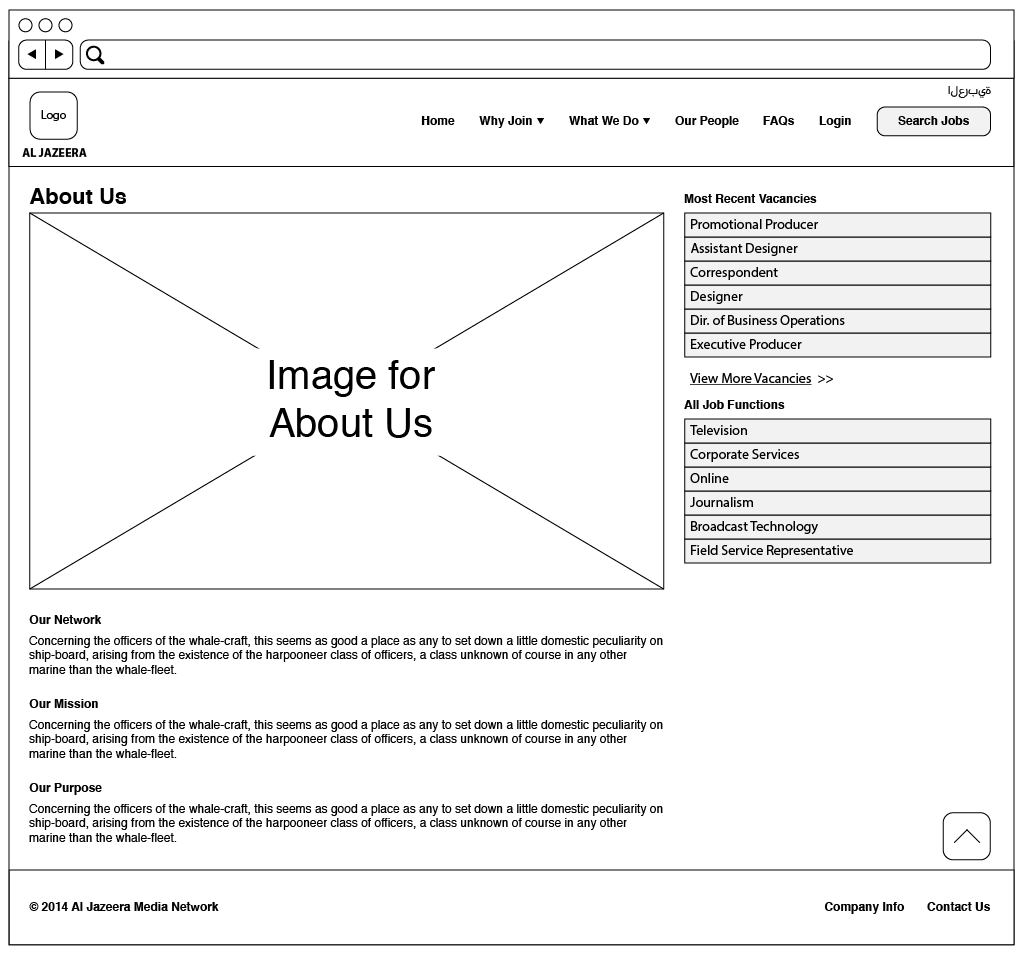 ةيبرعلا
Logo
AL JAZEERA
Home Why Join ▼ What We Do ▼ Our People FAQs Login Search Jobs
About Us
Image for
About Us
Our Network
Concerning the officers of the whale-craft, this seems as good a place as any to set down a little domestic peculiarity on
ship-board, arising from the existence of the harpooneer class of officers, a class unknown of course in any other
marine than the whale-fleet.
Our Mission
Concerning the officers of the whale-craft, this seems as good a place as any to set down a little domestic peculiarity on
ship-board, arising from the existence of the harpooneer class of officers, a class unknown of course in any other
marine than the whale-fleet.
Our Purpose
Concerning the officers of the whale-craft, this seems as good a place as any to set down a little domestic peculiarity on
ship-board, arising from the existence of the harpooneer class of officers, a class unknown of course in any other
marine than the whale-fleet.
Most Recent Vacancies
Promotional Producer
Assistant Designer
Correspondent
Designer
Dir. of Business Operations
Executive Producer
View More Vacancies >>
All Job Functions
Television
Corporate Services
Online
Journalism
Broadcast Technology
Field Service Representative
© 2014 Al Jazeera Media Network
Company Info Contact Us